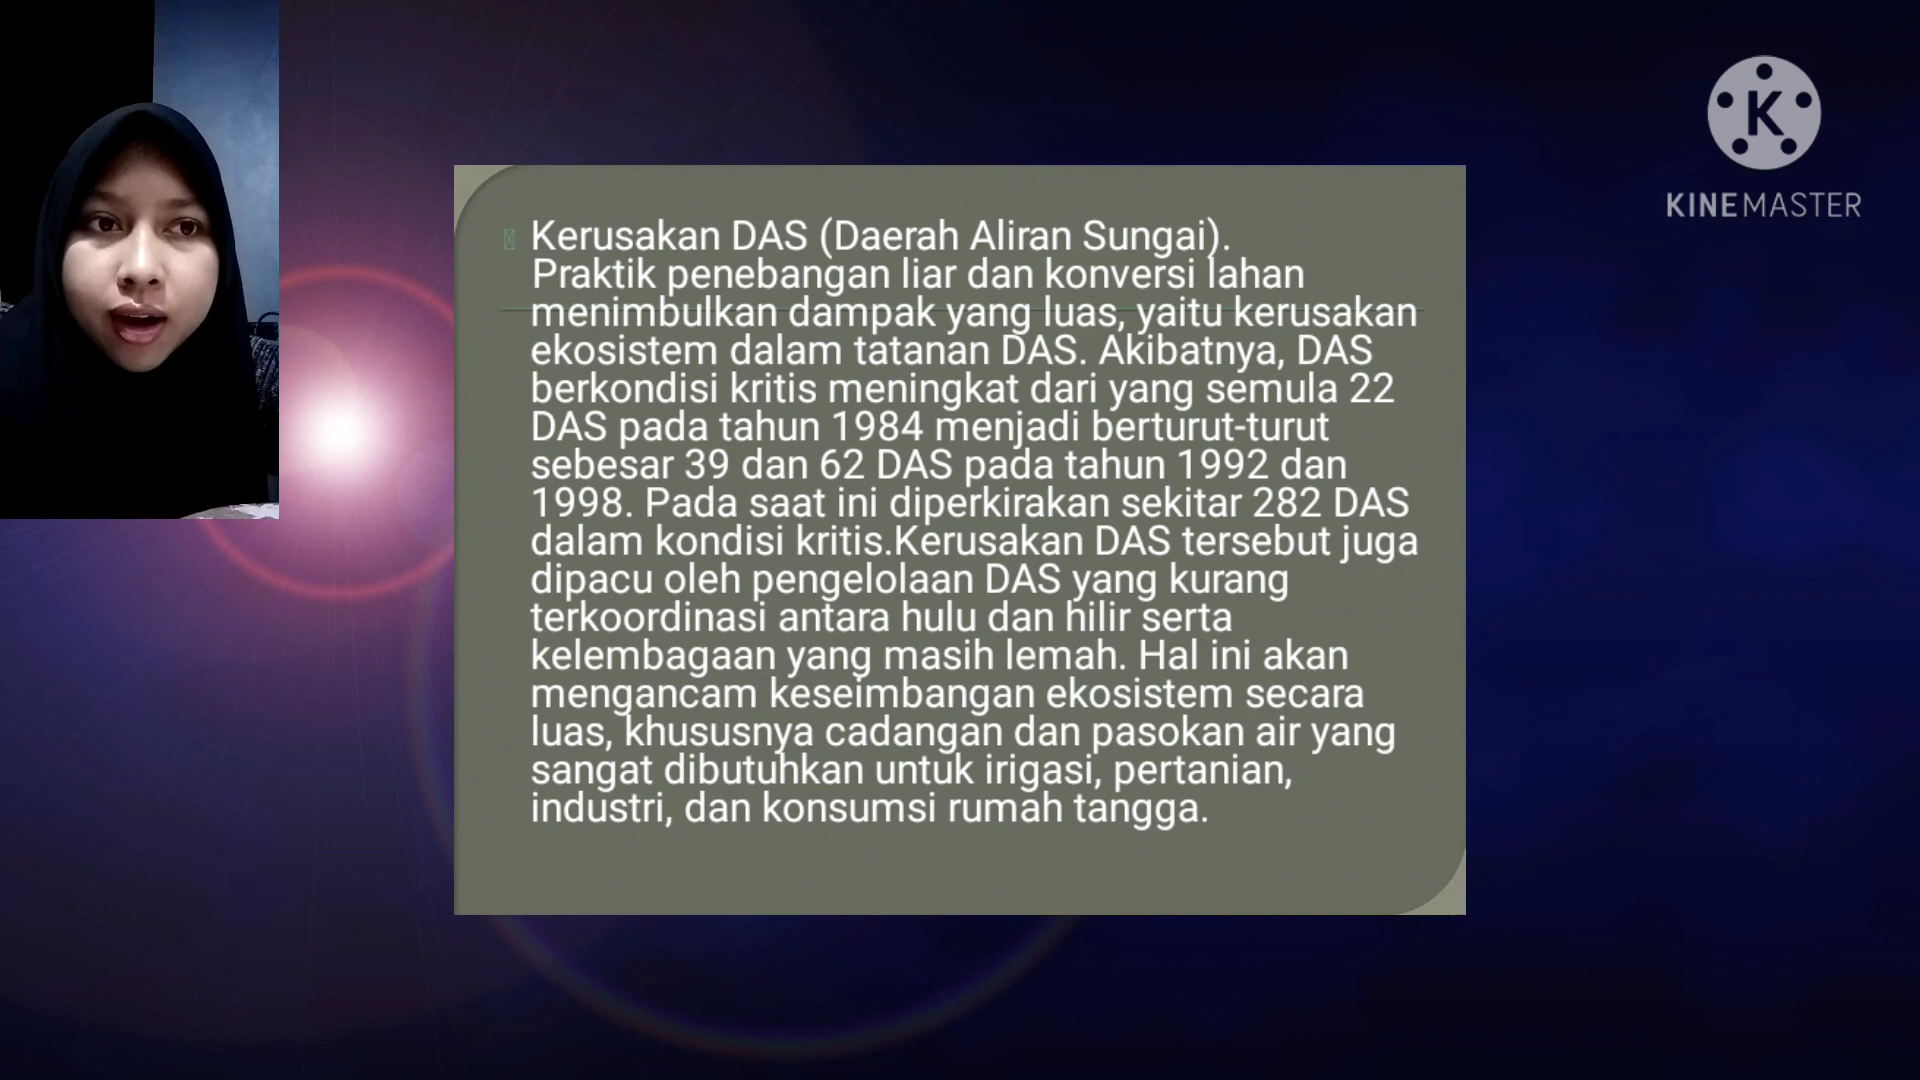 Kerusakan DAS (Daerah Aliran Sungai).
Praktik penebangan liar dan konversi lahan
menimbulkan dampak yang luas, yaitu kerusakan
ekosistem dalam tatanan DAS. Akibatnya, DAS
berkondisi kritis meningkat dari yang semula 22
DAS pada tahun 1984 menjadi berturut-turut
sebesar 39 dan 62 DAS pada tahun 1992 dan
1998. Pada saat ini diperkirakan sekitar 282 DAS
dalam kondisi kritis.Kerusakan DAS tersebut juga
dipacu oleh pengelolaan DAS yang kurang
terkoordinasi antara hulu dan hilir serta
kelembagaan yang masih lemah. Hal ini akan
mengancam keseimbangan ekosistem secara
luas, khususnya cadangan dan pasokan air yang
sangat dibutuhkan untuk irigasi, pertanian,
industri, dan konsumsi rumah tangga.
K
KINEMASTER